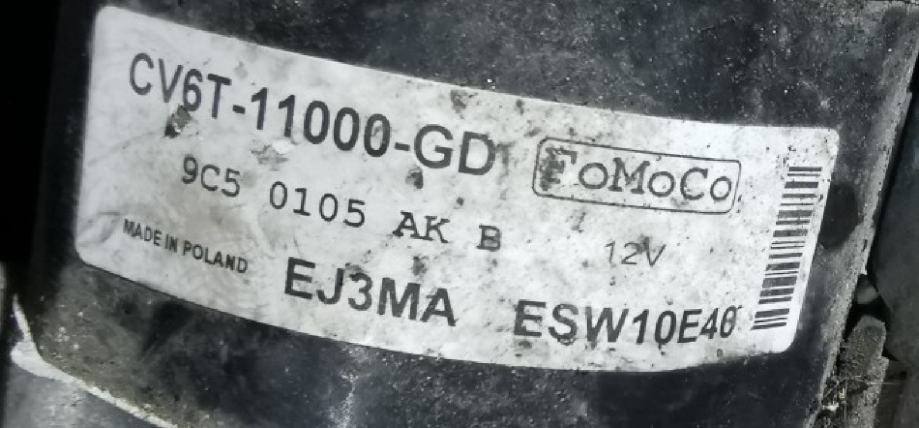 CV6T-11000-GD FoMoCo
9C5 0105 AK B 12V
MADE IN POLAND EJ3MA ESW10E40